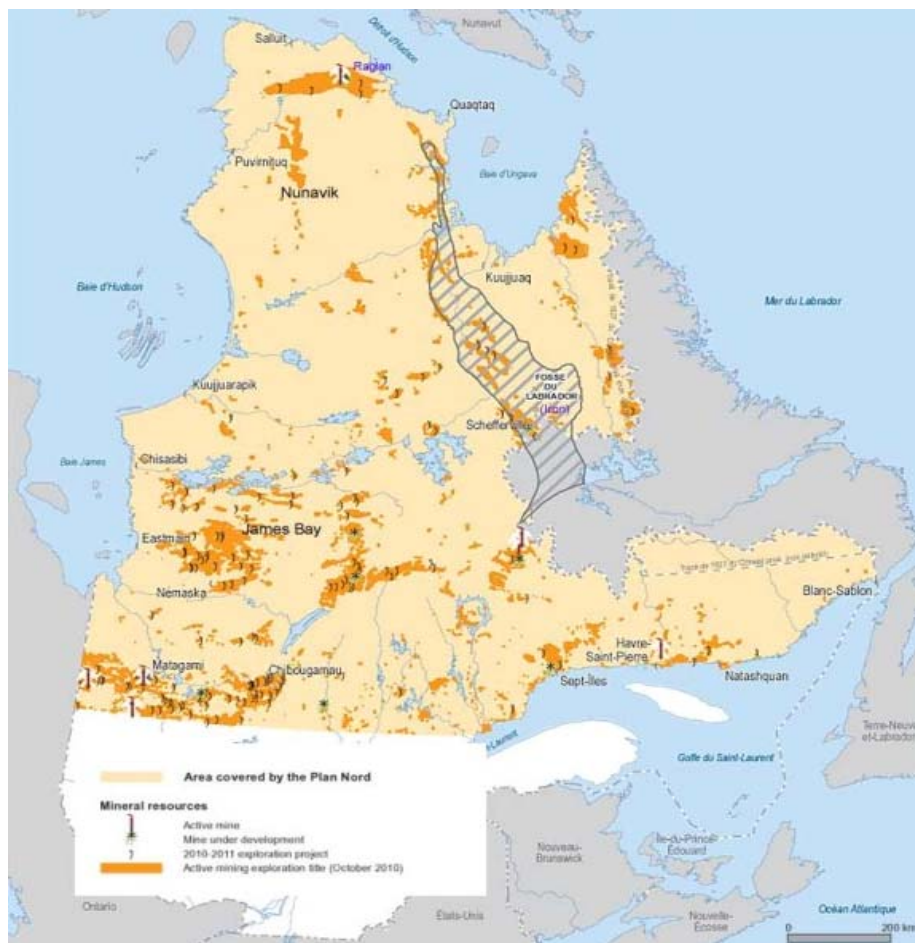 Nunavut
Salluit
Détroit d'Hudson
Raglan
Quaqtaq
Puvirnituq
Baie d'Ungava
Nunavik
Kuujjuaq
Baie d'Hudson
Mer du Labrador
FOSSE
DU
LABRADOR
(Iron)
Kuujjuarapik
Schefferville
Baie James
Chisasibi
James Bay
Eastmain
Nemaska
Blanc-Sablon
Havre-
Saint-Pierre
Matagami
Chibougamau
Sept-Îles
Natashquan
Terre-Neuve
-et-Labrador
Golfe du Saint-Laurent
Area covered by the Plan Nord
Mineral resources
Active mine
Mine under development
2010-2011 exploration project
Active mining exploration title (October 2010)
Nouveau-
Brunswick
Île-du-Prince-
Édouard
Ontario
États-Unis
Nouvelle-
Écosse
Océan Atlantique
0 200 km